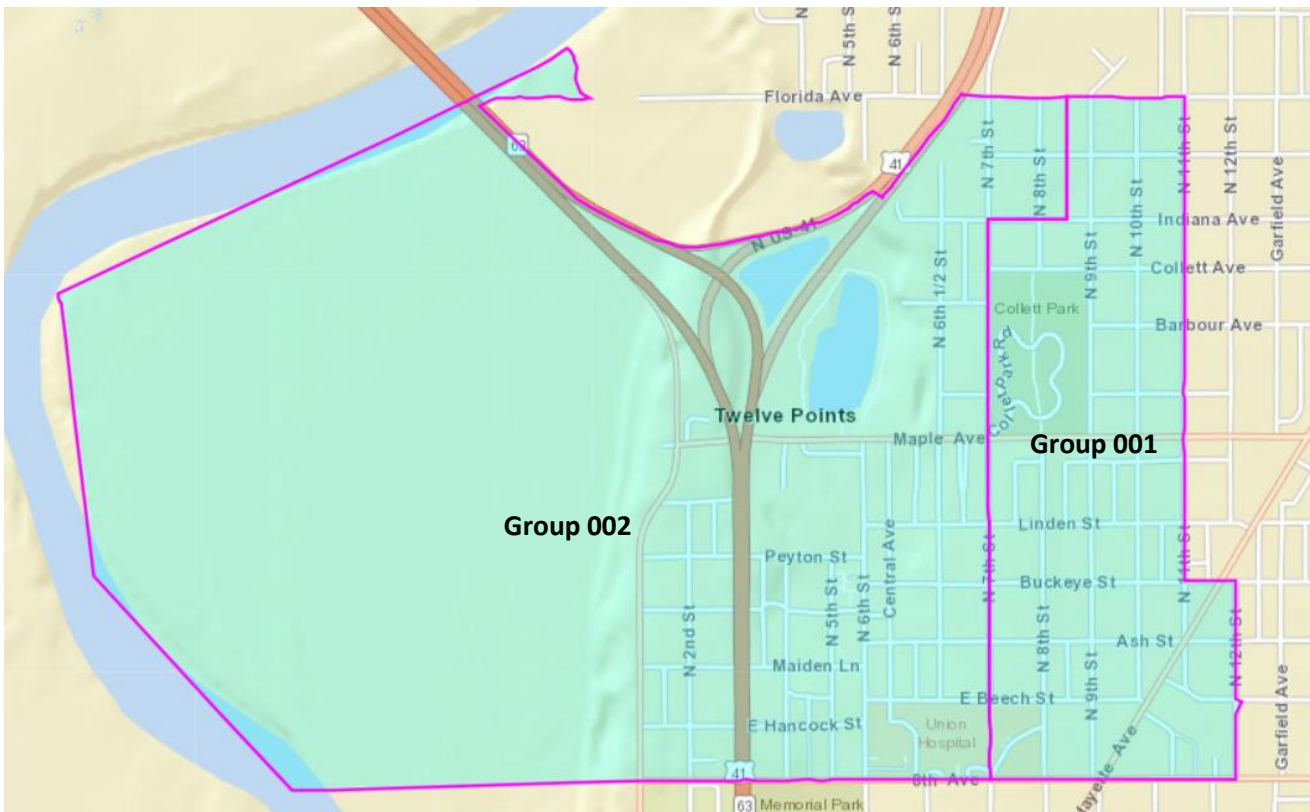 N 5th St
N 6th St
Florida Ave
63
41
N 7th St
N 8th St
N 11th St
N 12th St
Garfield Ave
Indiana Ave
N US-41
N 10th St
N 9th St
N 6th 1/2 St
Collett Ave
Collett Park
Barbour Ave
Collet Park Rd
Twelve Points
Maple Ave
Group 001
Group 002
Linden St
Peyton St
Central Ave
N 7th St
N 11th St
Buckeye St
N 5th St
N 6th St
N 2nd St
N 8th St
Ash St
N 12th St
Maiden Ln
N 9th St
E Beech St
E Hancock St
Union
Hospital
Garfield Ave
41
8th Ave
63
Memorial Park